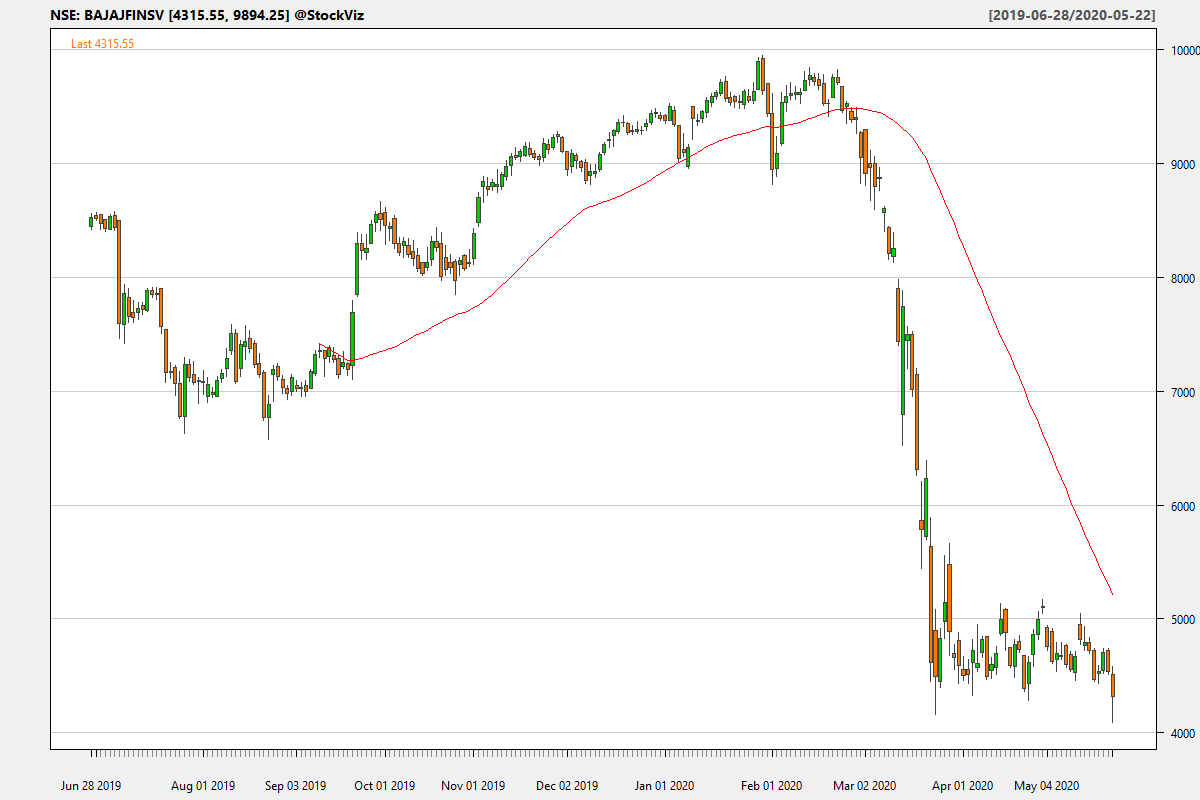 NSE: BAJAJFINSV [4315.55, 9894.25] @StockViz
[2019-06-28/2020-05-22]
Last 4315.55
10000
9000
8000
7000
6000
5000
4000
Jun 28 2019
Aug 01 2019
Sep 03 2019
Oct 01 2019
Nov 01 2019
Dec 02 2019
Jan 01 2020
Feb 01 2020
Mar 02 2020
Apr 01 2020
May 04 2020